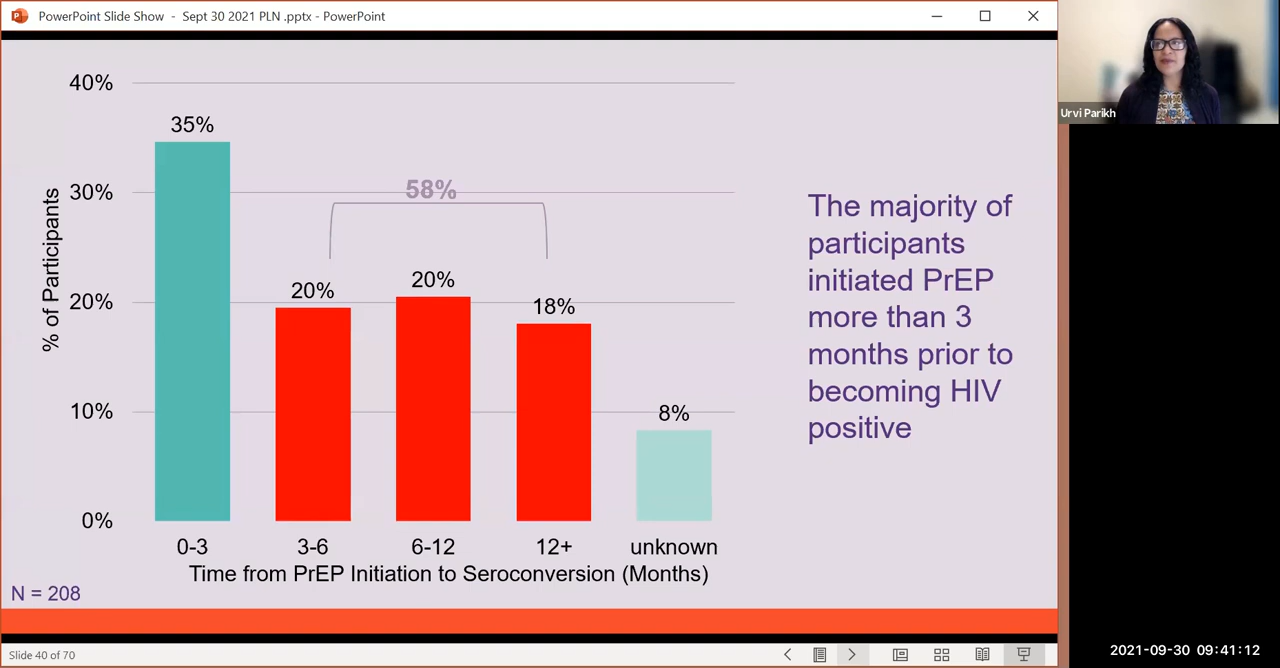 PowerPoint Slide Show - Sept 30 2021 PLN .pptx - PowerPoint
Urvi Parikh
40%
30%
20%
10%
0%
% of Participants
35%
58%
20%
20%
18%
8%
0-3
3-6
6-12
12+
unknown
Time from PrEP Initiation to Seroconversion (Months)
N = 208
The majority of
participants
initiated PrEP
more than 3
months prior to
becoming HIV
positive
Slide 40 of 70
2021-09-30 09:41:12